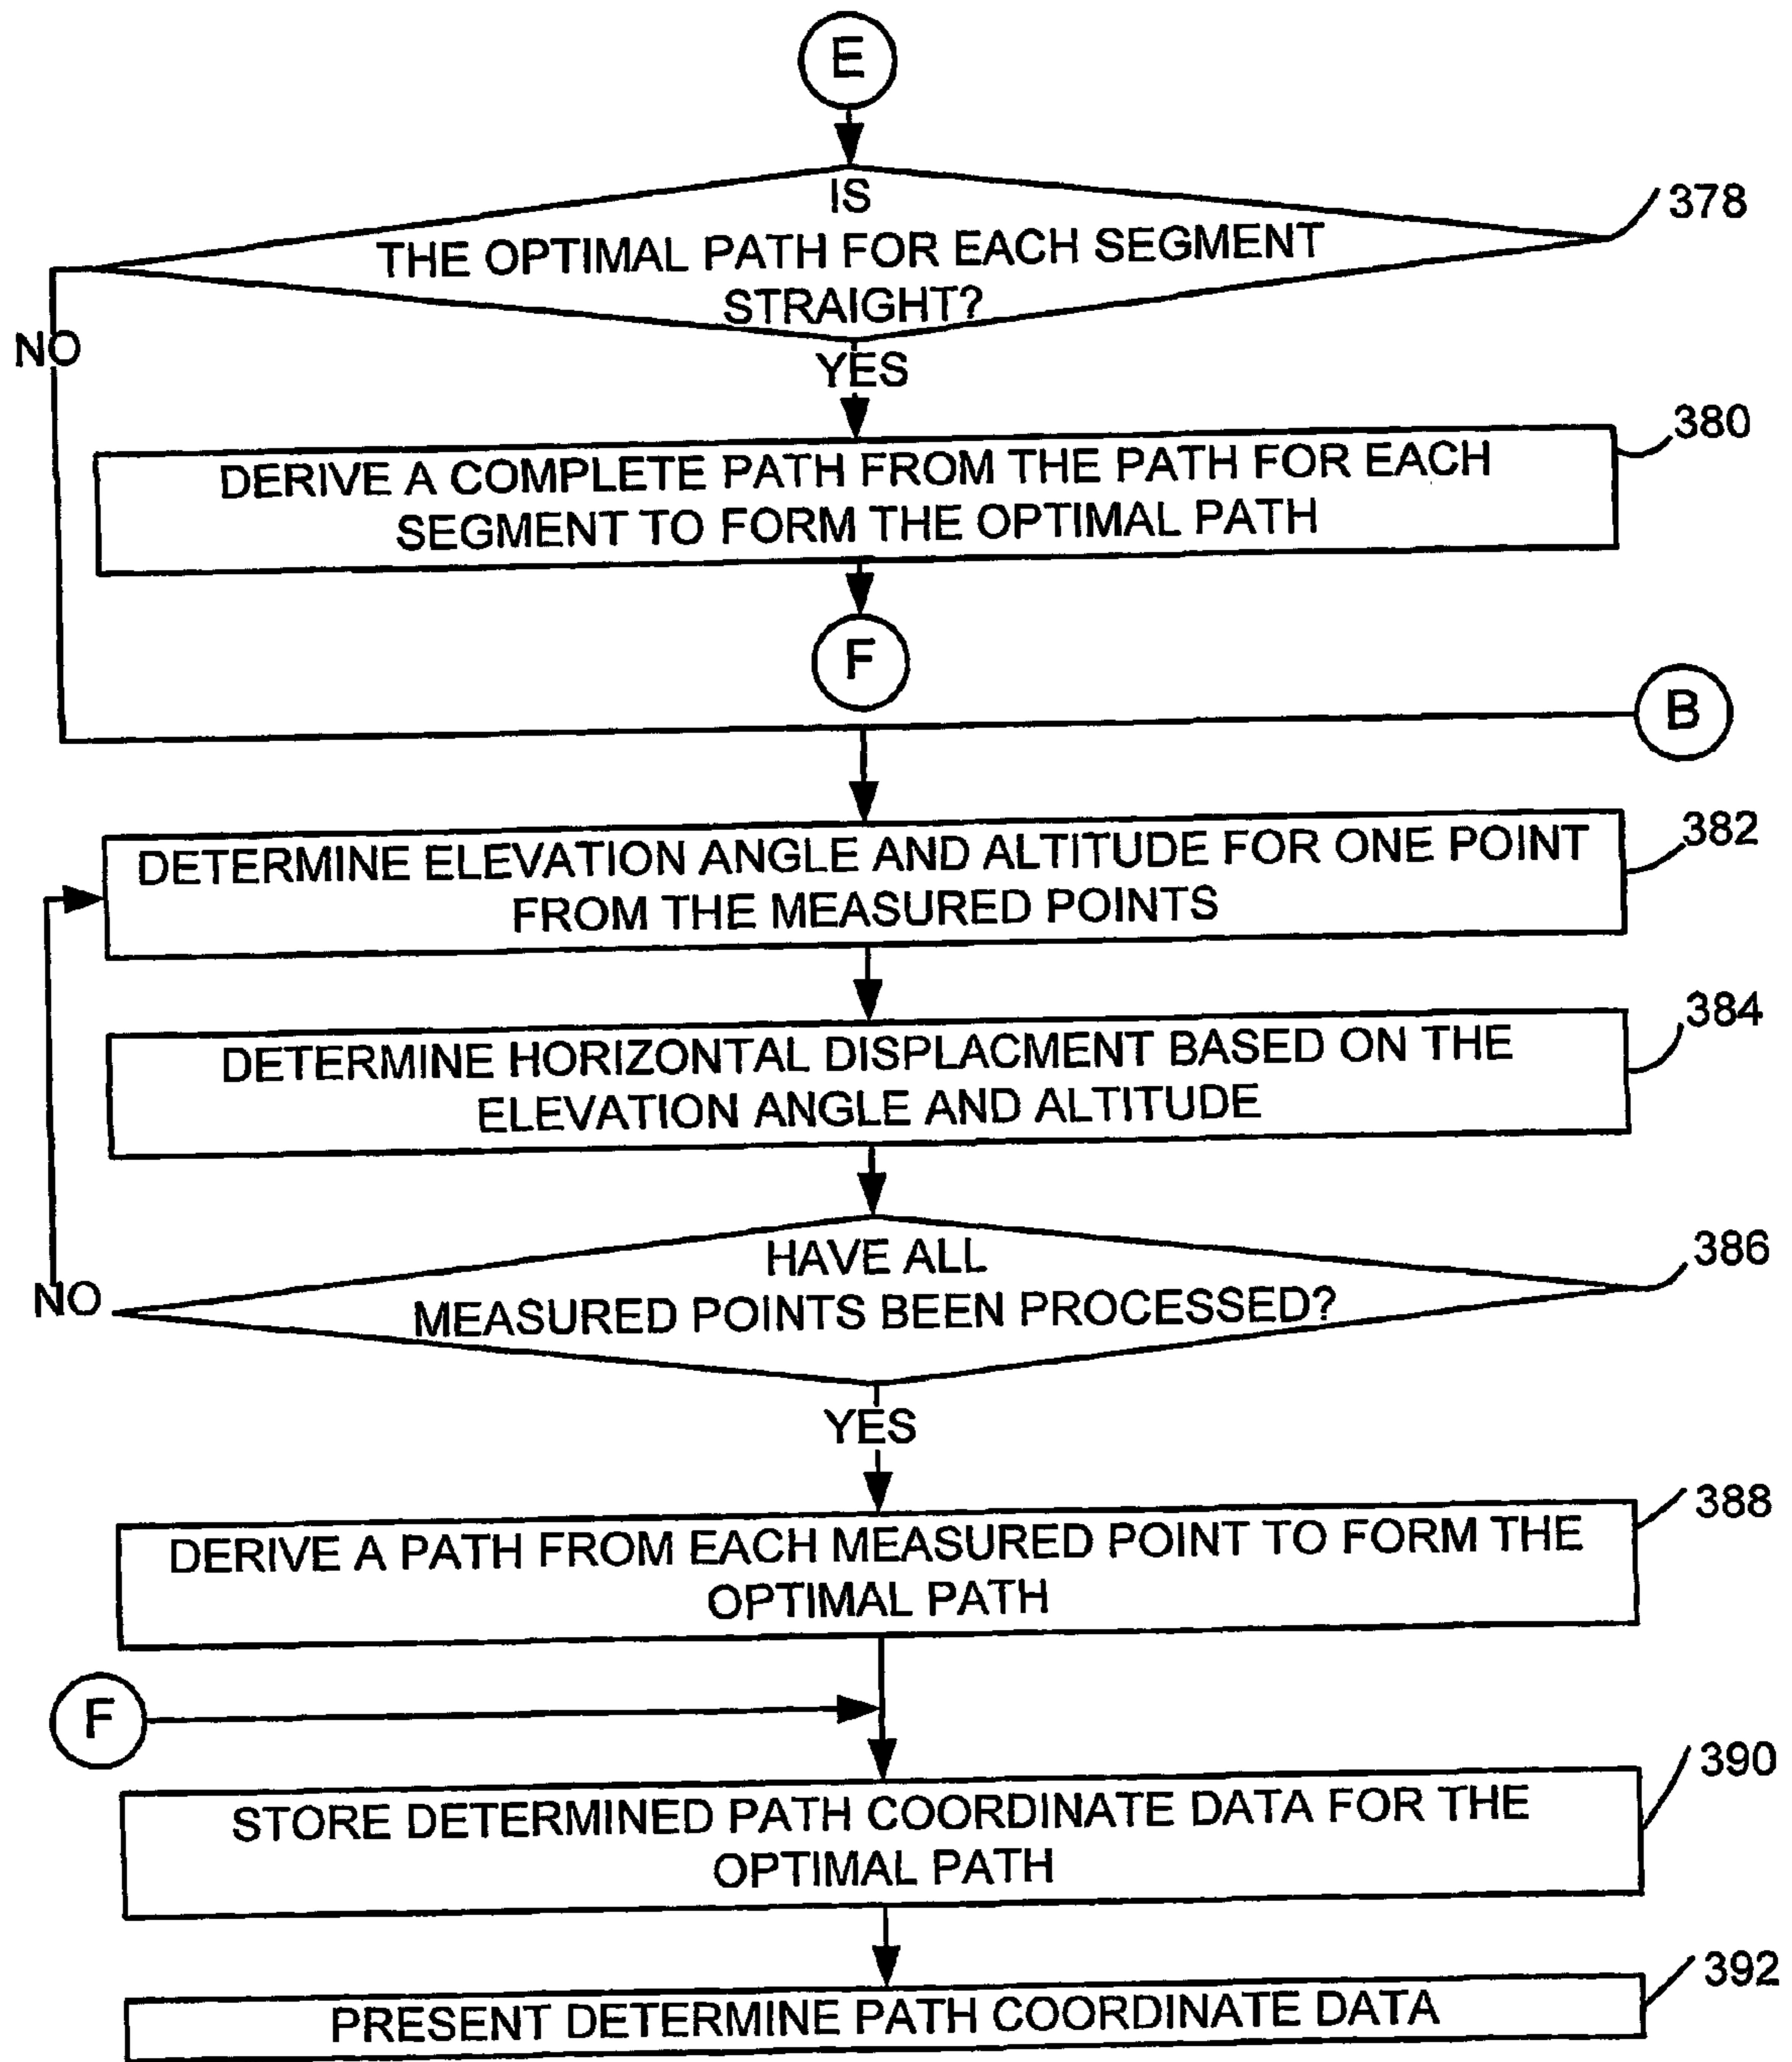 E
IS
THE OPTIMAL PATH FOR EACH SEGMENT
STRAIGHT?
378
NO
YES
380
DERIVE A COMPLETE PATH FROM THE PATH FOR EACH
SEGMENT TO FORM THE OPTIMAL PATH
F
B
382
DETERMINE ELEVATION ANGLE AND ALTITUDE FOR ONE POINT
FROM THE MEASURED POINTS
384
DETERMINE HORIZONTAL DISPLACMENT BASED ON THE
ELEVATION ANGLE AND ALTITUDE
386
HAVE ALL
MEASURED POINTS BEEN PROCESSED?
NO
YES
388
DERIVE A PATH FROM EACH MEASURED POINT TO FORM THE
OPTIMAL PATH
F
390
STORE DETERMINED PATH COORDINATE DATA FOR THE
OPTIMAL PATH
392
PRESENT DETERMINE PATH COORDINATE DATA